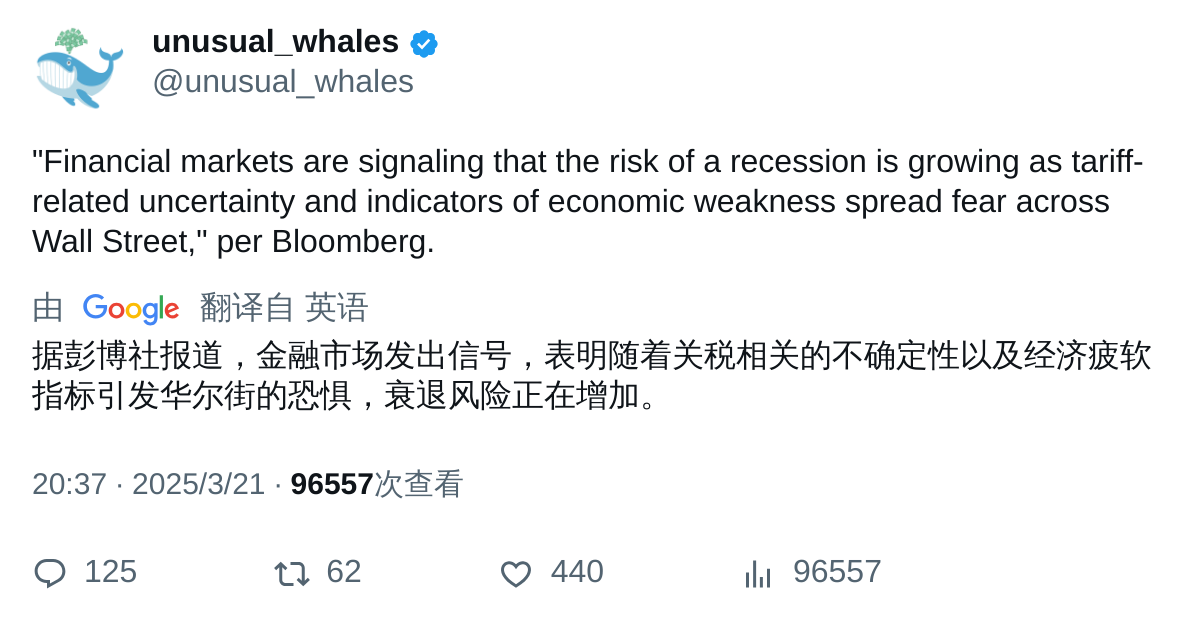 unusual_whales
@unusual_whales
"Financial markets are signaling that the risk of a recession is growing as tariff-
related uncertainty and indicators of economic weakness spread fear across
Wall Street," per Bloomberg.
由 Google 翻译自 英语
据彭博社报道，金融市场发出信号，表明随着关税相关的不确定性以及经济疲软
指标引发华尔街的恐惧，衰退风险正在增加。
20:37 · 2025/3/21 · 96557次查看
125 62 440 96557